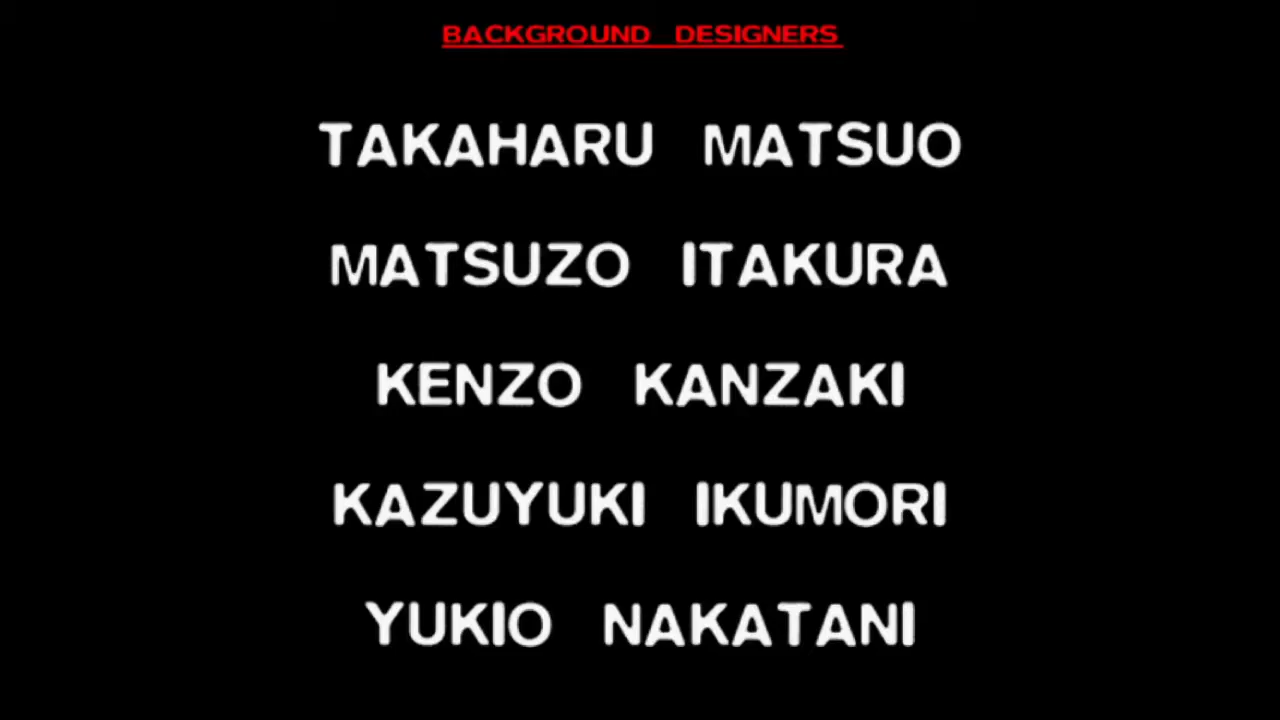 BACKGROUND DESIGNERS
TAKAHARU MATSUO
MATSUZO ITAKURA
KENZO KANZAKI
KAZUYUKI IKUMORI
YUKIO NAKATANI